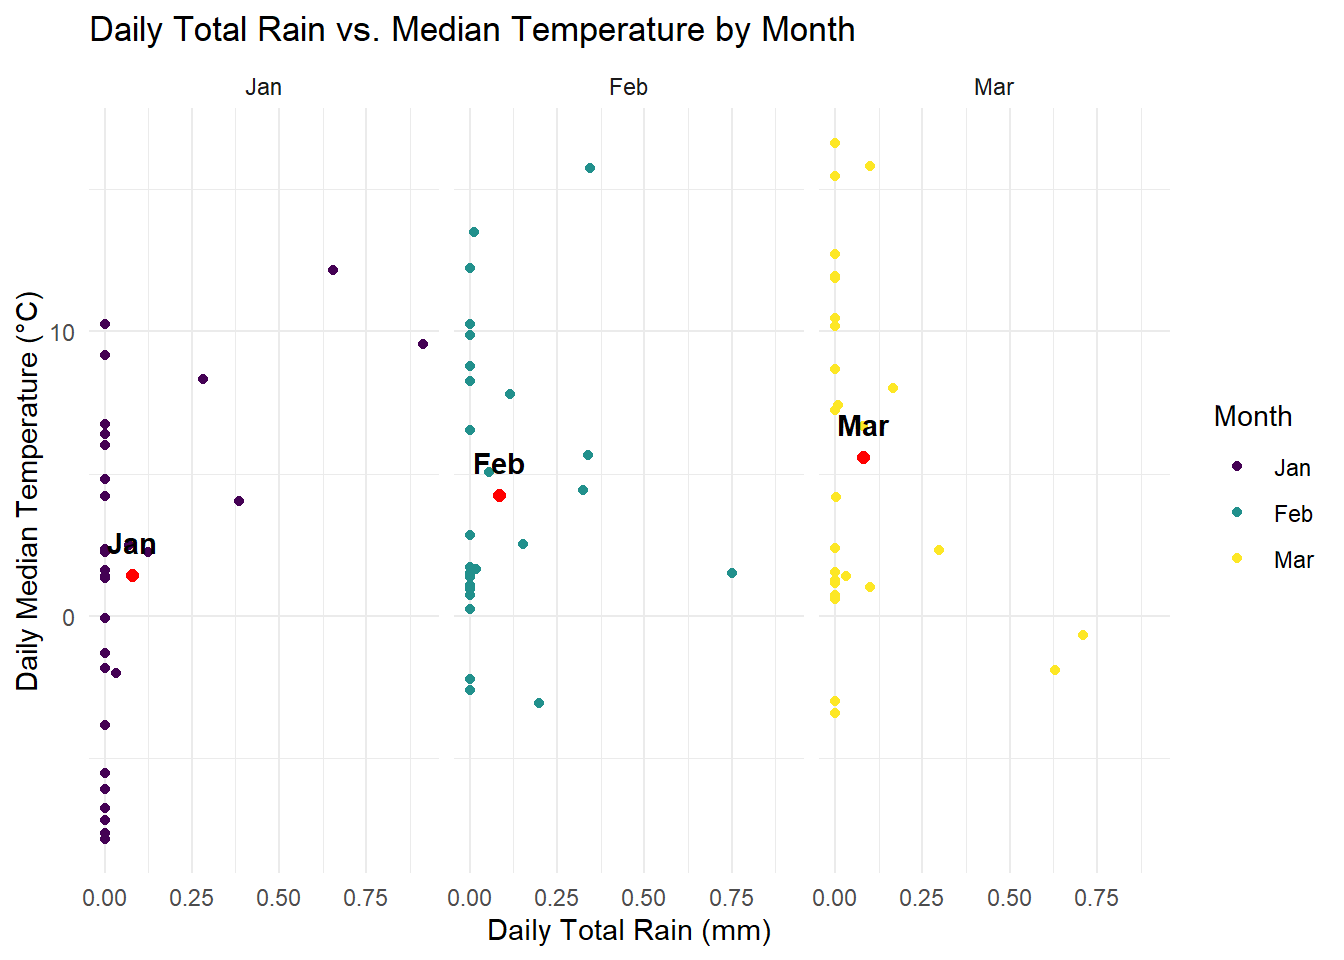 Daily Total Rain vs. Median Temperature by Month
Jan
Feb
Mar
Daily Median Temperature (°C)
10
0
Jan
Feb
Mar
0.00 0.25 0.50 0.75
0.00 0.25 0.50 0.75
0.00 0.25 0.50 0.75
Daily Total Rain (mm)
Month
Jan
Feb
Mar